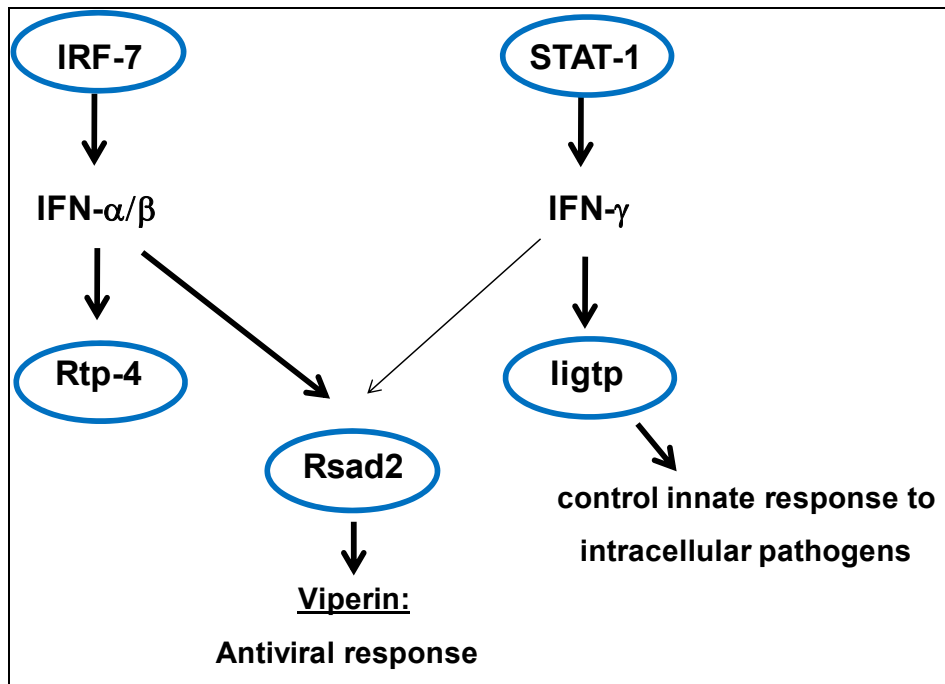 IRF-7
STAT-1
IFN-α/β
IFN-γ
Rtp-4
Iigtp
Rsad2
control innate response to
intracellular pathogens
Viperin:
Antiviral response